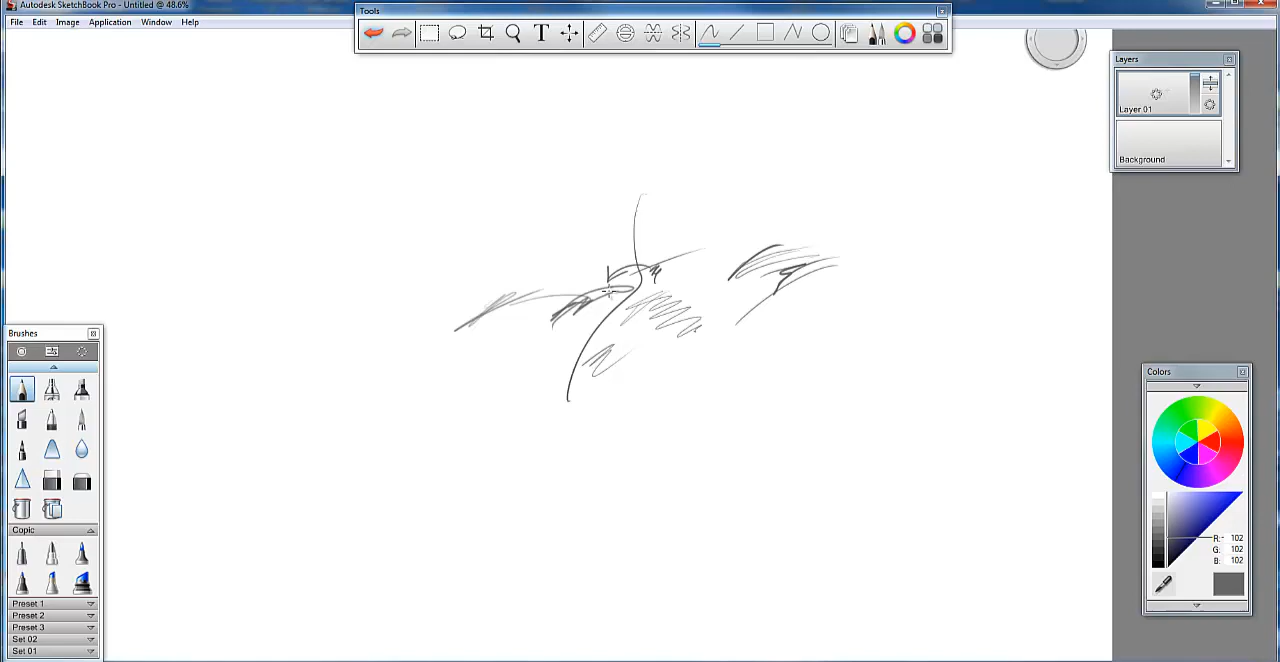 Autodesk SketchBook Pro - Untitled @ 48.6%
File Edit Image Application Window Help
Tools
T
Layers
Layer 01
Background
Brushes
Copic
Preset 1
Preset 2
Preset 3
Set 02
Set 01
Colors
R: 102
G: 102
B: 102